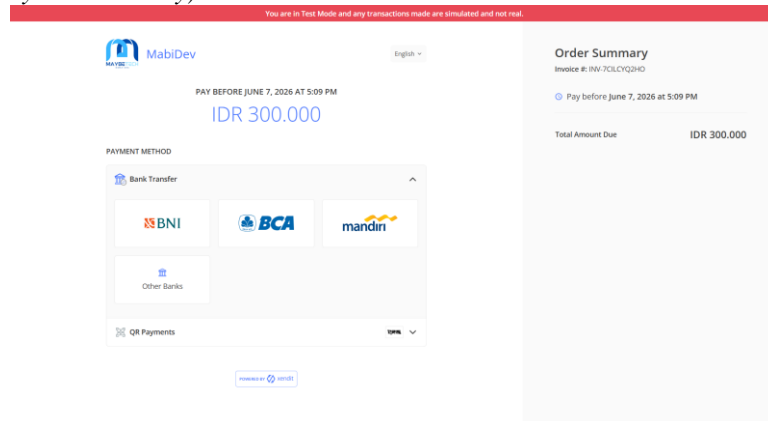 You are in Test Mode and any transactions made are simulated and not real.
MAYBETECH
MabiDev
English
PAY BEFORE JUNE 7, 2026 AT 5:09 PM
IDR 300.000
PAYMENT METHOD
Bank Transfer
BNI
BCA
mandiri
Other Banks
QR Payments
POWERED BY xendit
Order Summary
Invoice #: INV-7CILCYQ2HO
Pay before June 7, 2026 at 5:09 PM
Total Amount Due IDR 300.000